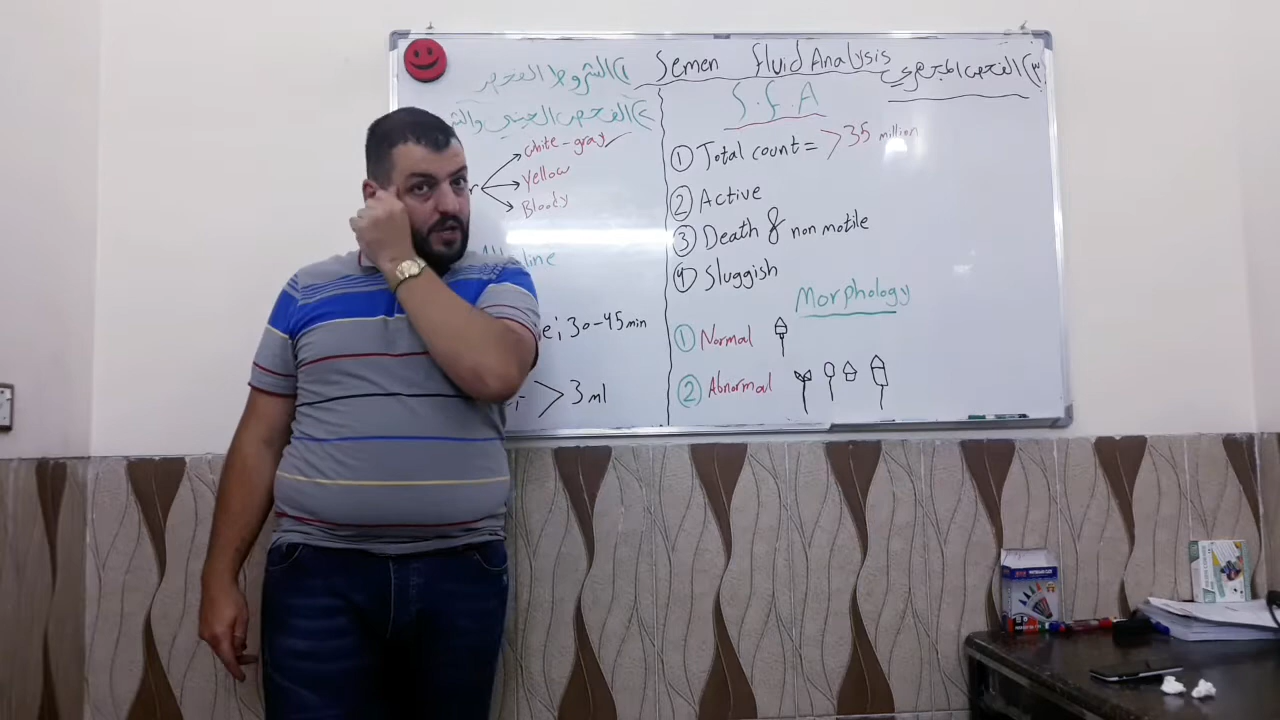 Semen fluid Analysis
١) الشروط الفحص
٢) الفحص العيني والش
white-gray ✓
Yellow
Bloody
Alkaline
e; 30-45 min
> 3 ml
٣) الفحص المجهري
S.f.A
① Total count = > 35 million
② Active
③ Death & non motile
④ Sluggish
Morphology
① Normal
② Abnormal